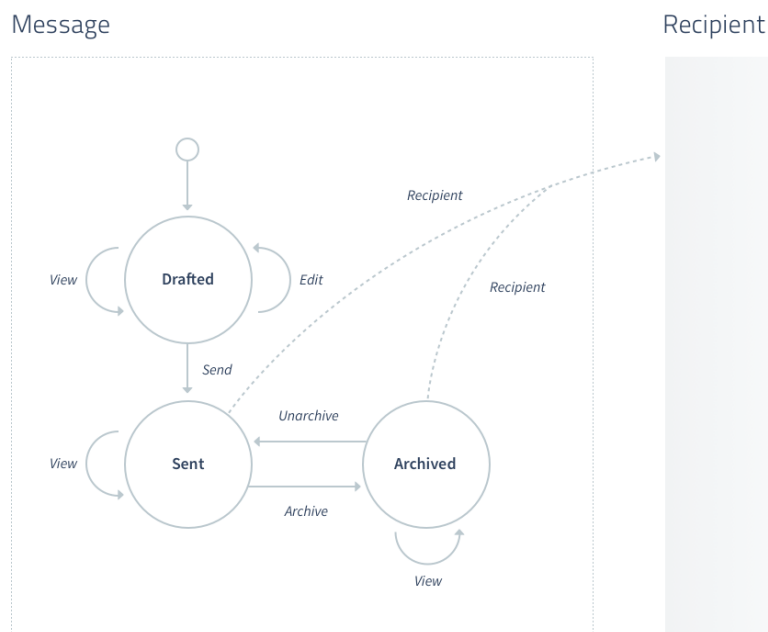 Message
Recipient
Recipient
Drafted
View
Edit
Recipient
Send
Unarchive
View
Sent
Archived
Archive
View